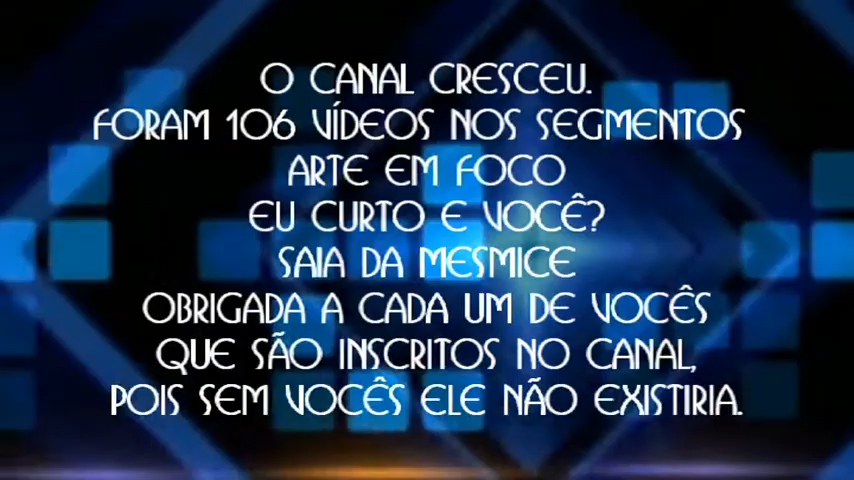 O CANAL CRESCEU.
FORAM 106 VÍDEOS NOS SEGMENTOS
ARTE EM FOCO
EU CURTO E VOCÊ?
SAIA DA MESMICE
OBRIGADA A CADA UM DE VOCÊS
QUE SÃO INSCRITOS NO CANAL,
POIS SEM VOCÊS ELE NÃO EXISTIRIA.